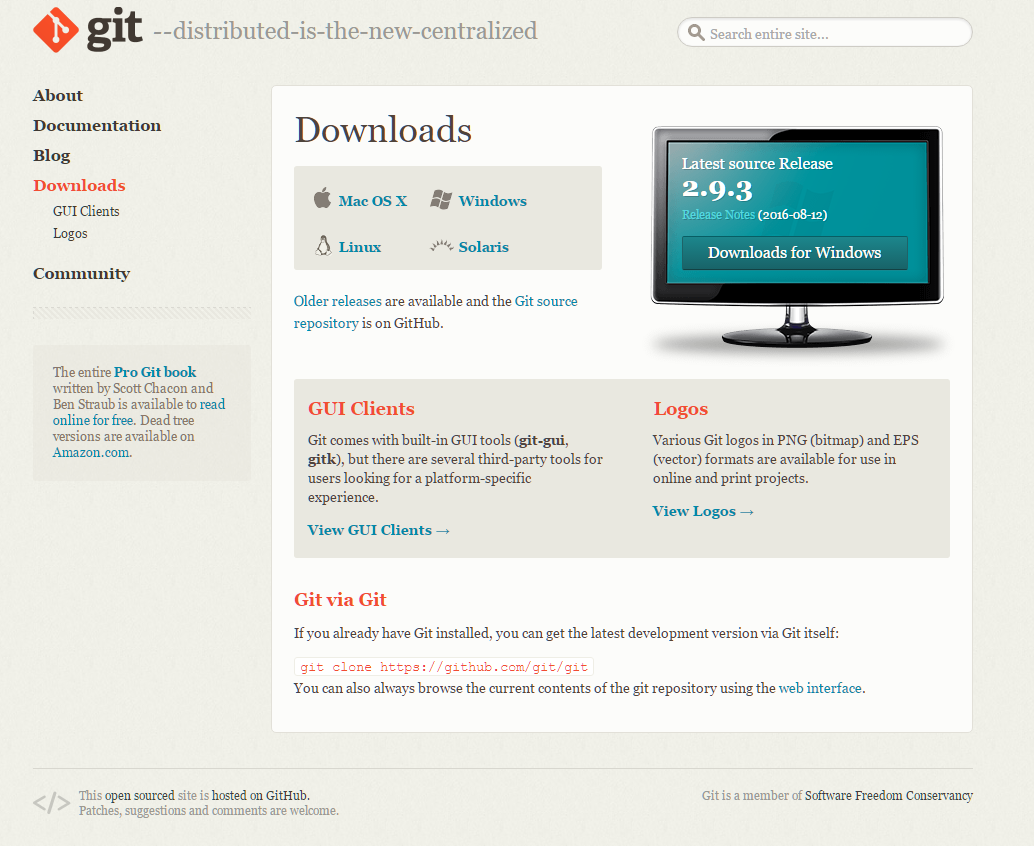 git --distributed-is-the-new-centralized
Search entire site...
About
Documentation
Blog
Downloads
GUI Clients
Logos
Community
The entire Pro Git book
written by Scott Chacon and
Ben Straub is available to read
online for free. Dead tree
versions are available on
Amazon.com.
Downloads
Mac OS X
Windows
Linux
Solaris
Older releases are available and the Git source
repository is on GitHub.
Latest source Release
2.9.3
Release Notes (2016-08-12)
Downloads for Windows
GUI Clients
Git comes with built-in GUI tools (git-gui,
gitk), but there are several third-party tools for
users looking for a platform-specific
experience.
View GUI Clients →
Logos
Various Git logos in PNG (bitmap) and EPS
(vector) formats are available for use in
online and print projects.
View Logos →
Git via Git
If you already have Git installed, you can get the latest development version via Git itself:
git clone https://github.com/git/git
You can also always browse the current contents of the git repository using the web interface.
</> This open sourced site is hosted on GitHub.
Patches, suggestions and comments are welcome.
Git is a member of Software Freedom Conservancy